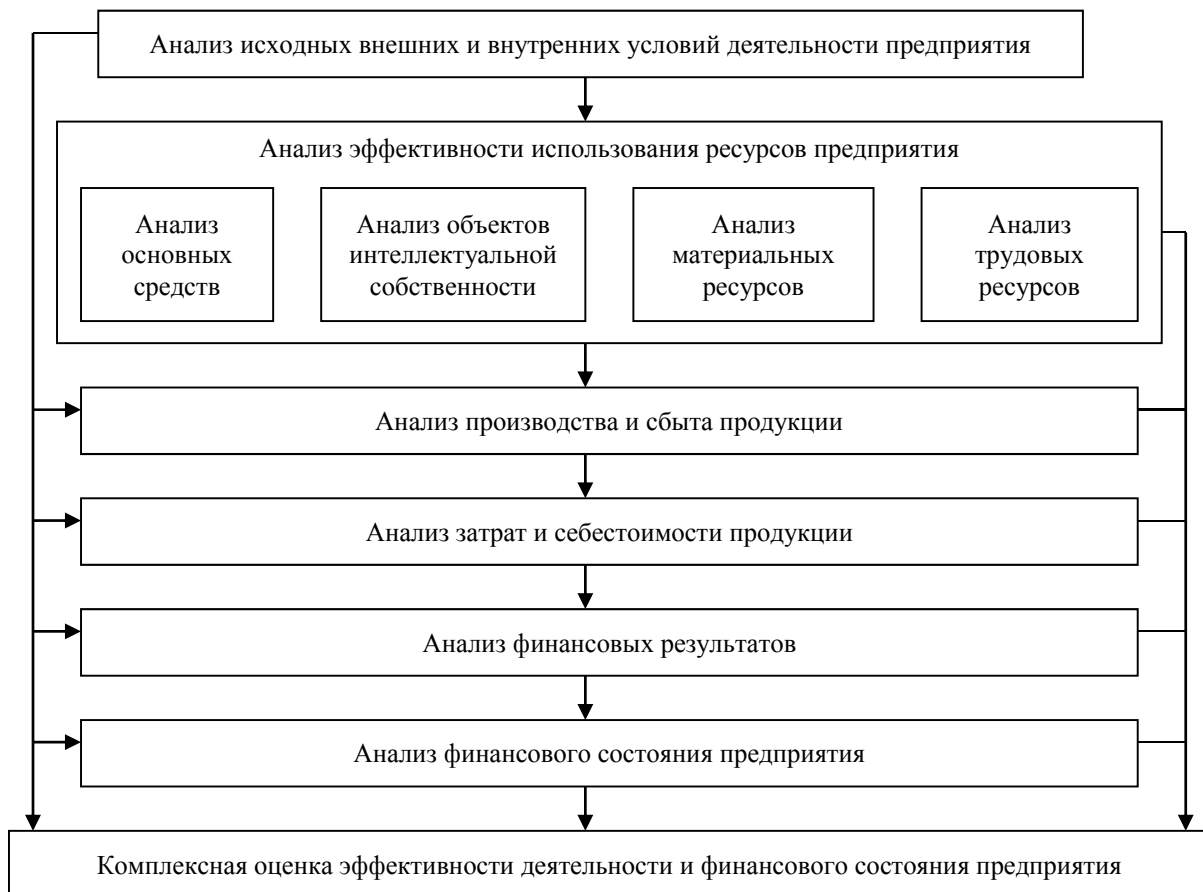 Анализ исходных внешних и внутренних условий деятельности предприятия
Анализ эффективности использования ресурсов предприятия
Анализ
основных
средств
Анализ объектов
интеллектуальной
собственности
Анализ
материальных
ресурсов
Анализ
трудовых
ресурсов
Анализ производства и сбыта продукции
Анализ затрат и себестоимости продукции
Анализ финансовых результатов
Анализ финансового состояния предприятия
Комплексная оценка эффективности деятельности и финансового состояния предприятия